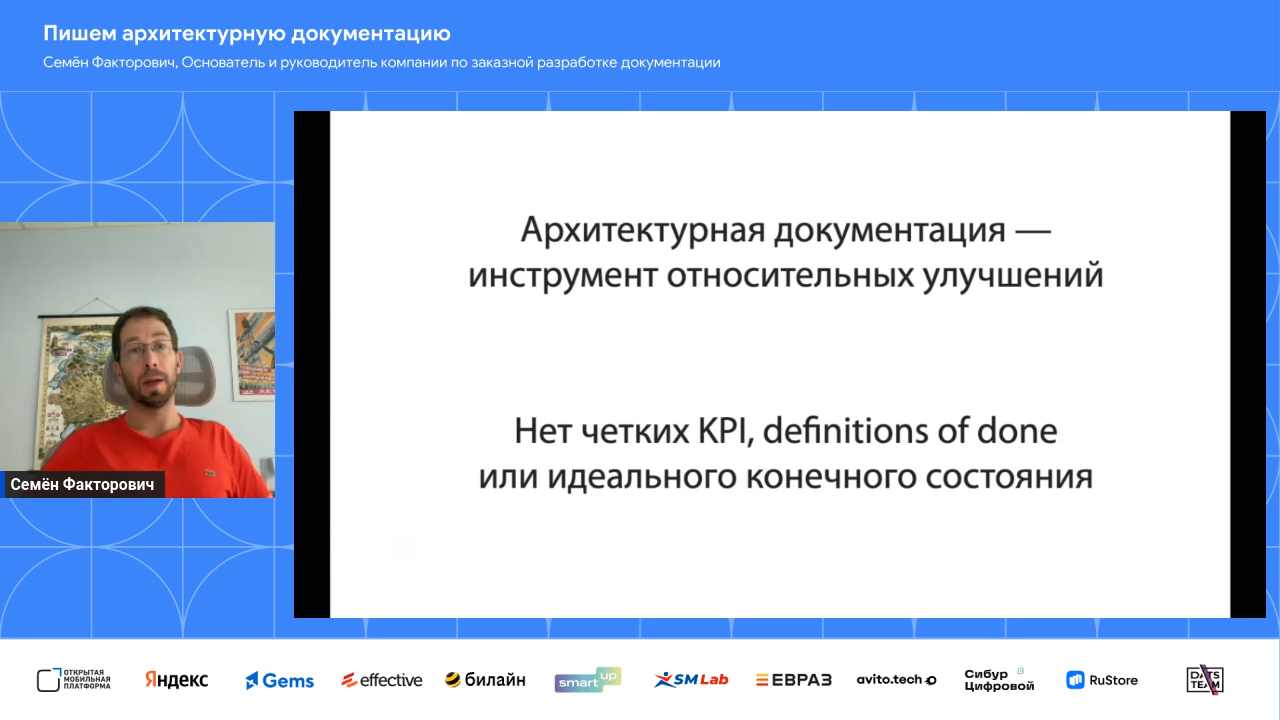 Пишем архитектурную документацию
Семён Факторович, Основатель и руководитель компании по заказной разработке документации
Архитектурная документация —
инструмент относительных улучшений
Нет четких KPI, definitions of done
или идеального конечного состояния
Семён Факторович
ОТКРЫТАЯ
МОБИЛЬНАЯ
ПЛАТФОРМА
Яндекс
Gems
effective
билайн
smart up
SM Lab
ЕВРАЗ
avito.tech
Сибур
Цифровой
RuStore
DATS
TEAM